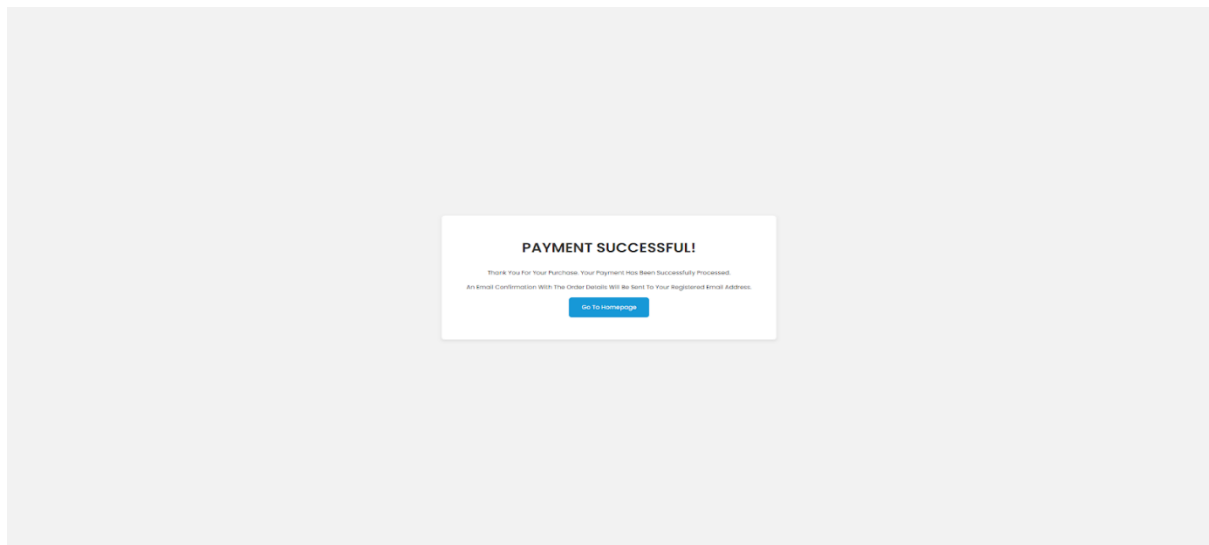 PAYMENT SUCCESSFUL!
Thank You For Your Purchase. Your Payment Has Been Successfully Processed.
An Email Confirmation With The Order Details Will Be Sent To Your Registered Email Address.
Go To Homepage